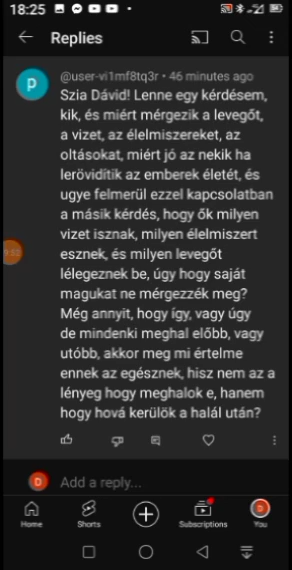 18:25
Replies
@user-vi1mf8tq3r • 46 minutes ago
Szia Dávid! Lenne egy kérdésem,
kik, és miért mérgezik a levegőt,
a vizet, az élelmiszereket, az
oltásokat, miért jó az nekik ha
lerövidítik az emberek életét, és
ugye felmerül ezzel kapcsolatban
a másik kérdés, hogy ők milyen
vizet isznak, milyen élelmiszert
esznek, és milyen levegőt
lélegeznek be, úgy hogy saját
magukat ne mérgezzék meg?
Még annyit, hogy így, vagy úgy
de mindenki meghal előbb, vagy
utóbb, akkor meg mi értelme
ennek az egésznek, hisz nem az a
lényeg hogy meghalok e, hanem
hogy hová kerülök a halál után?
Add a reply...
Home Shorts Subscriptions You